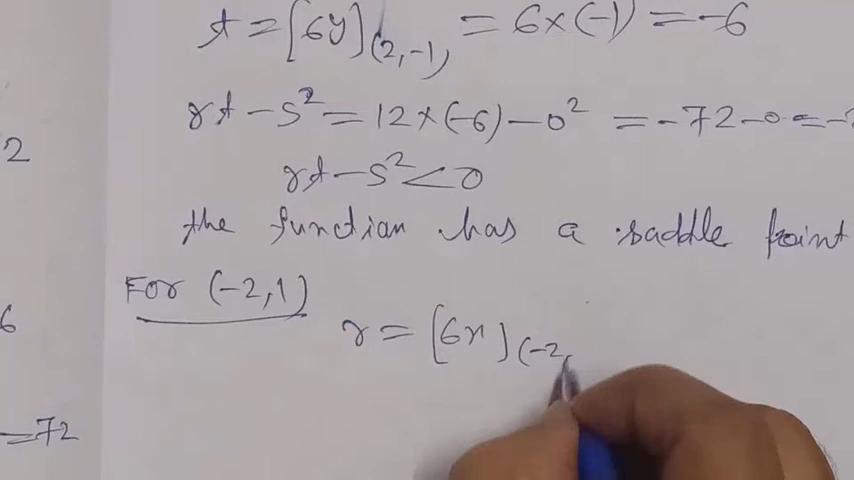 t = [6y](2,-1) = 6×(-1) = -6
rt - s² = 12×(-6) - 0² = -72 - 0 = -
2
rt - s² < 0
the function has a saddle point
For (-2,1)
6
r = [6x](-2,
=72